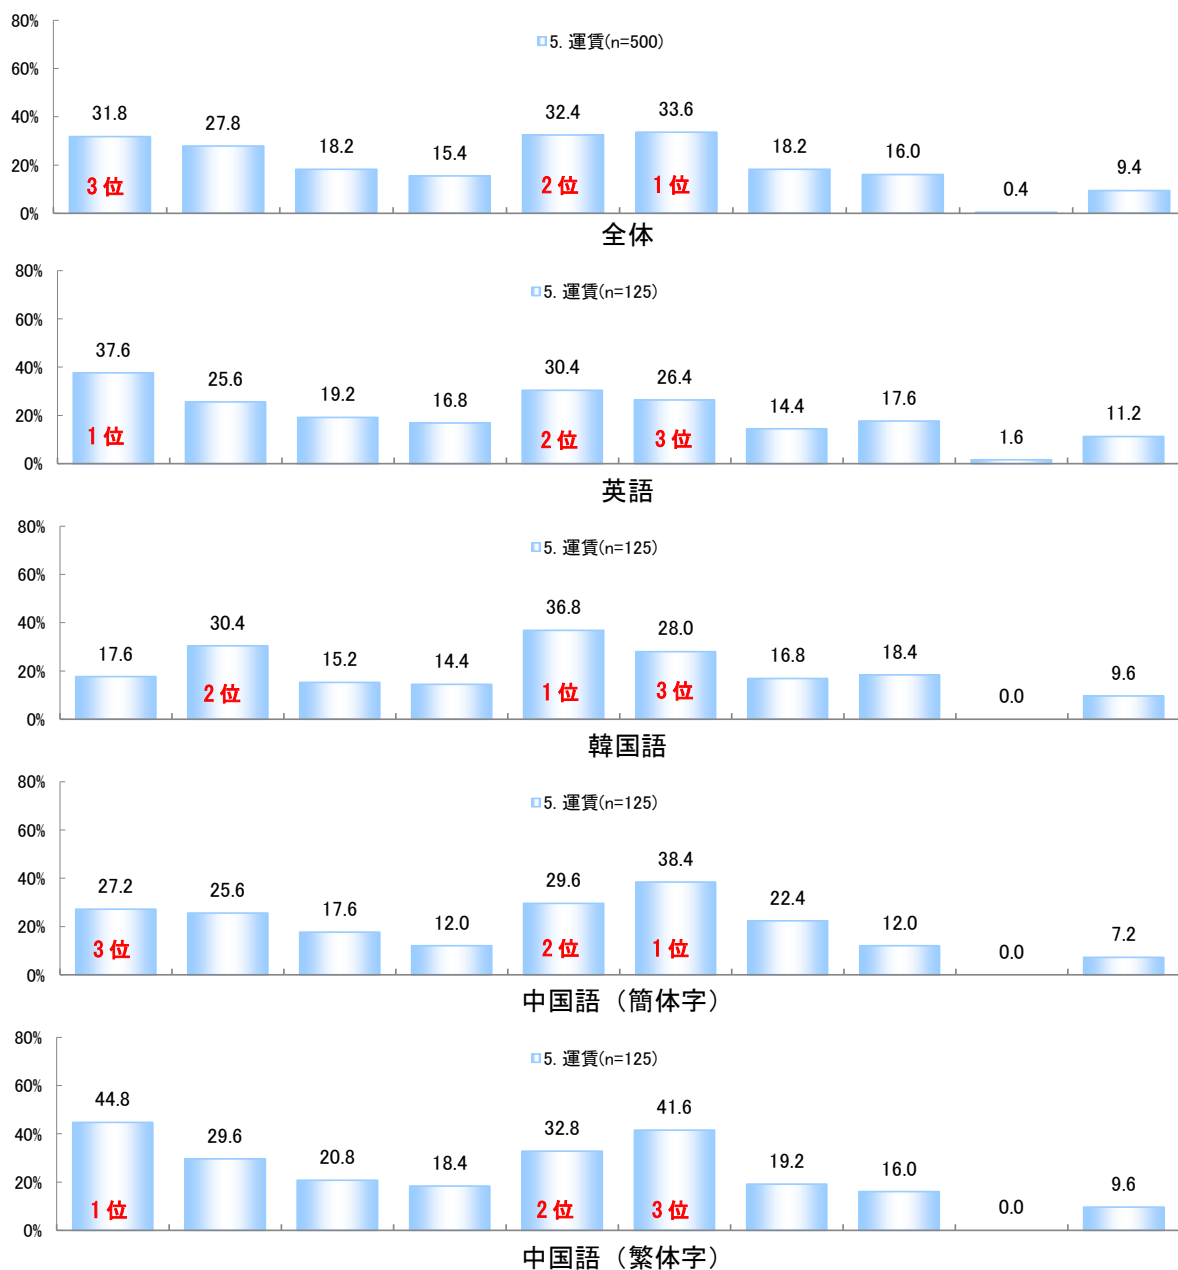 80%
5. 運賃(n=500)
60%
40%
31.8 27.8 18.2 15.4 32.4 33.6 18.2 16.0 0.4 9.4
20%
3 位 2 位 1 位
0%
全体
80%
5. 運賃(n=125)
60%
40%
37.6 25.6 19.2 16.8 30.4 26.4 14.4 17.6 1.6 11.2
20%
1 位 2 位 3 位
0%
英語
80%
5. 運賃(n=125)
60%
40%
17.6 30.4 15.2 14.4 36.8 28.0 16.8 18.4 0.0 9.6
20%
2 位 1 位 3 位
0%
韓国語
80%
5. 運賃(n=125)
60%
40%
27.2 25.6 17.6 12.0 29.6 38.4 22.4 12.0 0.0 7.2
20%
3 位 2 位 1 位
0%
中国語（簡体字）
80%
5. 運賃(n=125)
60%
40%
44.8 29.6 20.8 18.4 32.8 41.6 19.2 16.0 0.0 9.6
20%
1 位 2 位 3 位
0%
中国語（繁体字）